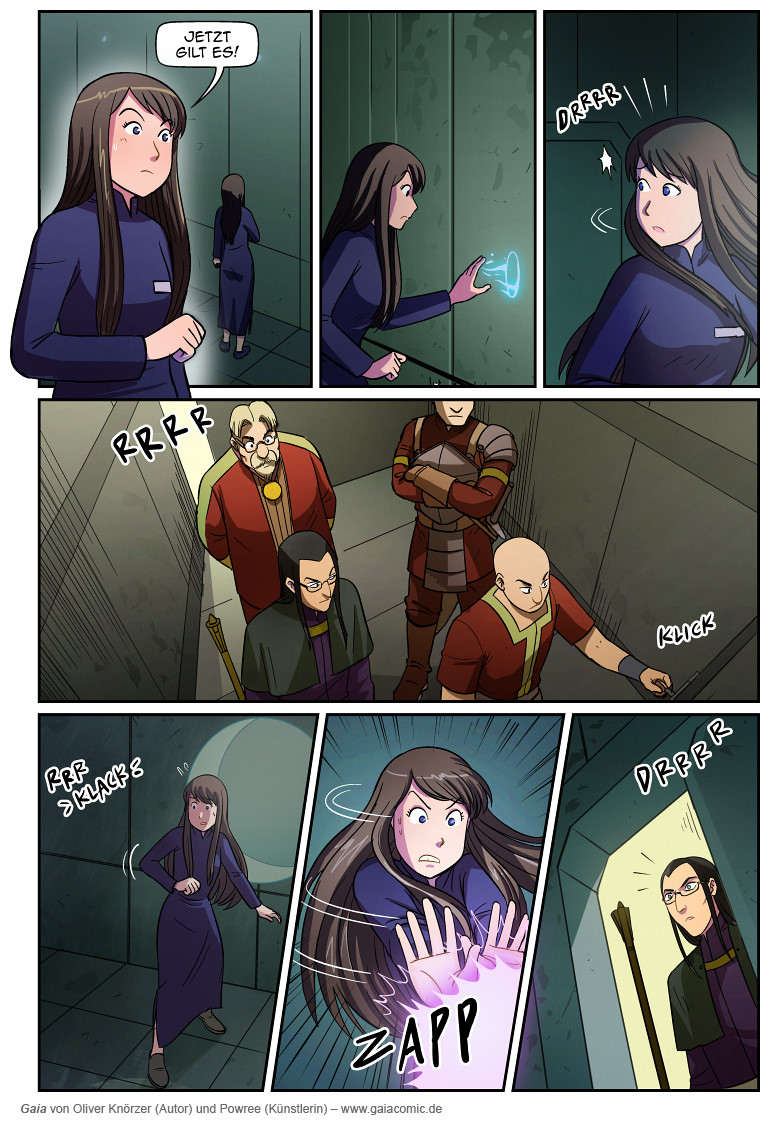 JETZT
GILT ES!
DRRRR
RRRR
KLICK
RRR
>KLACK<
ZAPP
DRRRR
Gaia von Oliver Knörzer (Autor) und Powree (Künstlerin) – www.gaiacomic.de